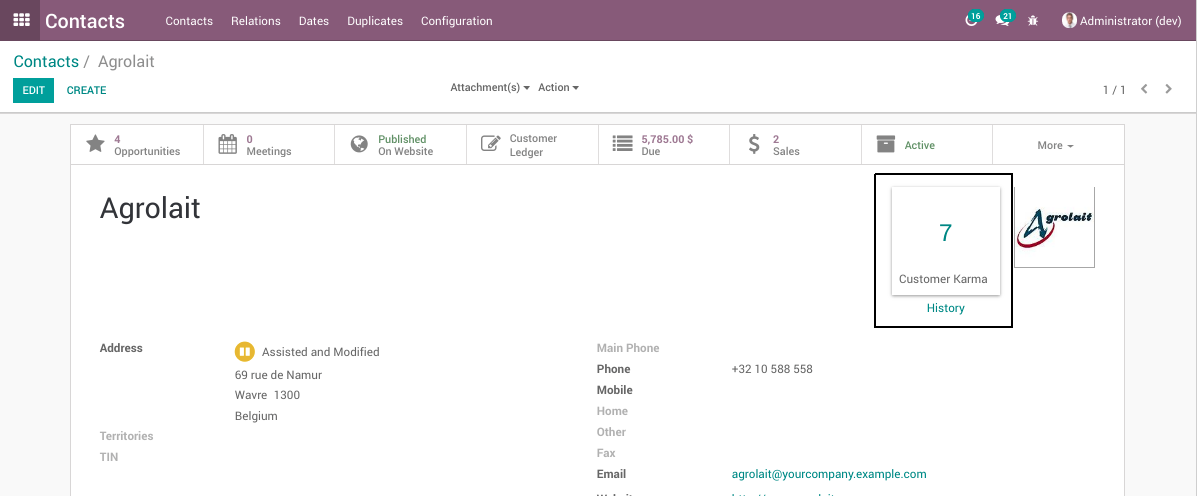 Contacts Contacts Relations Dates Duplicates Configuration 16 21 Administrator (dev)
Contacts / Agrolait
EDIT CREATE Attachment(s) Action 1 / 1
4 Opportunities
0 Meetings
Published On Website
Customer Ledger
5,785.00 $ Due
2 Sales
Active
More
Agrolait
7
Customer Karma
History
Agrolait
Address Assisted and Modified
69 rue de Namur
Wavre 1300
Belgium
Territories
TIN
Main Phone
Phone +32 10 588 558
Mobile
Home
Other
Fax
Email agrolait@yourcompany.example.com